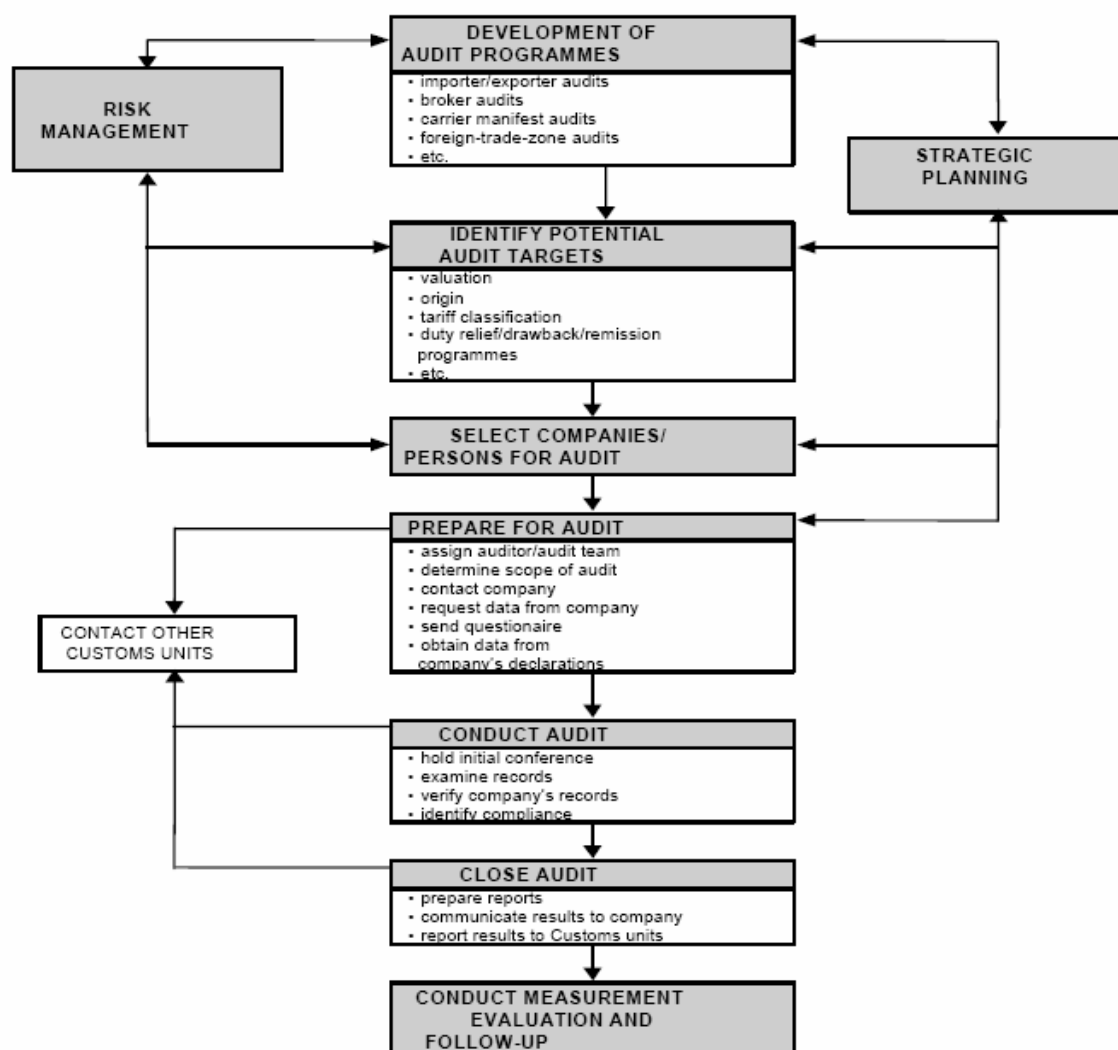 DEVELOPMENT OF
AUDIT PROGRAMMES
▪ importer/exporter audits
▪ broker audits
▪ carrier manifest audits
▪ foreign-trade-zone audits
▪ etc.
RISK
MANAGEMENT
STRATEGIC
PLANNING
IDENTIFY POTENTIAL
AUDIT TARGETS
▪ valuation
▪ origin
▪ tariff classification
▪ duty relief/drawback/remission
programmes
▪ etc.
SELECT COMPANIES/
PERSONS FOR AUDIT
PREPARE FOR AUDIT
▪ assign auditor/audit team
▪ determine scope of audit
▪ contact company
▪ request data from company
▪ send questionaire
▪ obtain data from
company's declarations
CONTACT OTHER
CUSTOMS UNITS
CONDUCT AUDIT
▪ hold initial conference
▪ examine records
▪ verify company's records
▪ identify compliance
CLOSE AUDIT
▪ prepare reports
▪ communicate results to company
▪ report results to Customs units
CONDUCT MEASUREMENT
EVALUATION AND
FOLLOW-UP